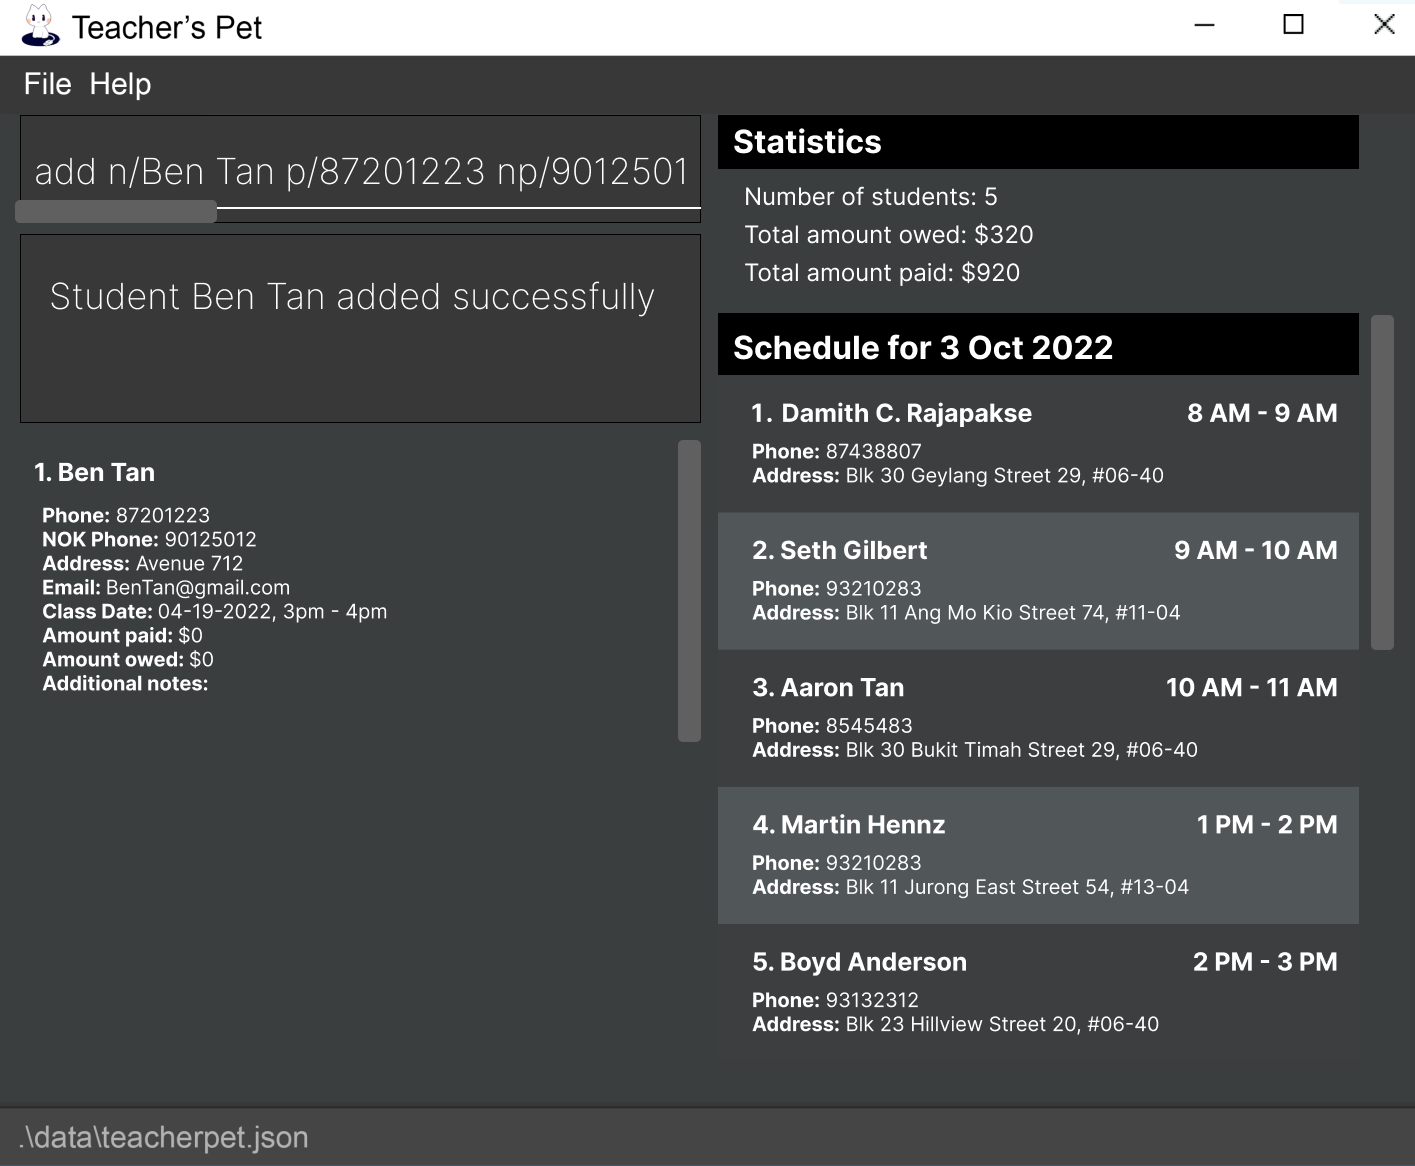 Teacher’s Pet
File Help
add n/Ben Tan p/87201223 np/9012501
Student Ben Tan added successfully
1. Ben Tan
Phone: 87201223
NOK Phone: 90125012
Address: Avenue 712
Email: BenTan@gmail.com
Class Date: 04-19-2022, 3pm - 4pm
Amount paid: $0
Amount owed: $0
Additional notes:
Statistics
Number of students: 5
Total amount owed: $320
Total amount paid: $920
Schedule for 3 Oct 2022
1. Damith C. Rajapakse 8 AM - 9 AM
Phone: 87438807
Address: Blk 30 Geylang Street 29, #06-40
2. Seth Gilbert 9 AM - 10 AM
Phone: 93210283
Address: Blk 11 Ang Mo Kio Street 74, #11-04
3. Aaron Tan 10 AM - 11 AM
Phone: 8545483
Address: Blk 30 Bukit Timah Street 29, #06-40
4. Martin Hennz 1 PM - 2 PM
Phone: 93210283
Address: Blk 11 Jurong East Street 54, #13-04
5. Boyd Anderson 2 PM - 3 PM
Phone: 93132312
Address: Blk 23 Hillview Street 20, #06-40
.\data\teacherpet.json